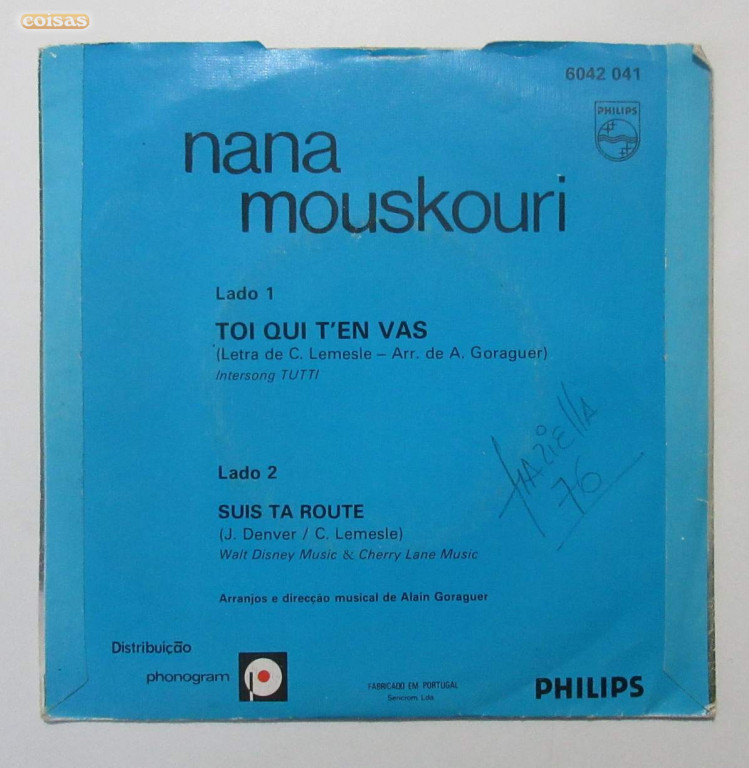 coisas
6042 041
PHILIPS
nana
mouskouri
Lado 1
TOI QUI T'EN VAS
(Letra de C. Lemesle – Arr. de A. Goraguer)
Intersong TUTTI
Lado 2
SUIS TA ROUTE
(J. Denver / C. Lemesle)
Walt Disney Music & Cherry Lane Music
76
Arranjos e direcção musical de Alain Goraguer
Distribuição
phonogram
FABRICADO EM PORTUGAL
PHILIPS